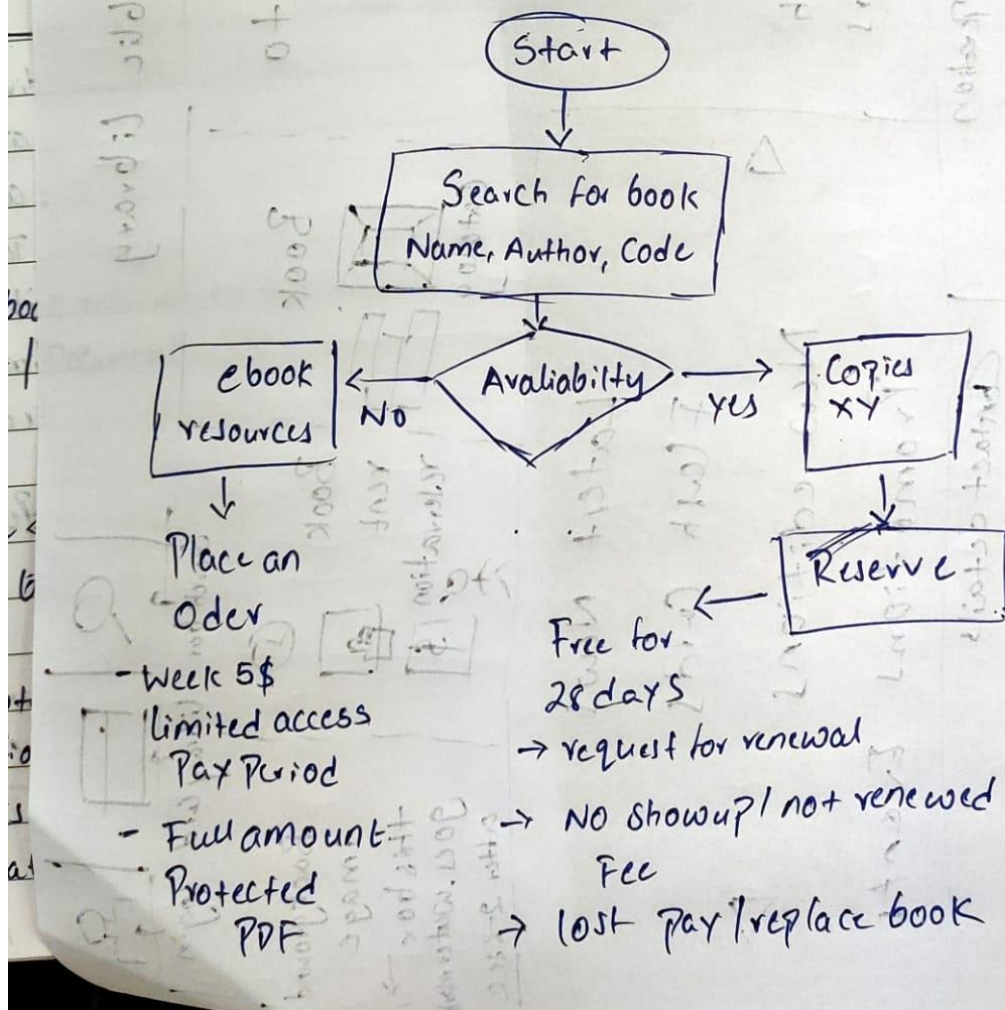 Start
Search for book
Name, Author, Code
Avaliabilty
No
Yes
ebook
resources
Copies
XY
Place an
Oder
Reserve
- Week 5$
limited access
Pay Period
- Full amount
Protected
PDF
Free for
28 days
→ request for renewal
→ No showup/not renewed
Fee
→ lost pay/replace book